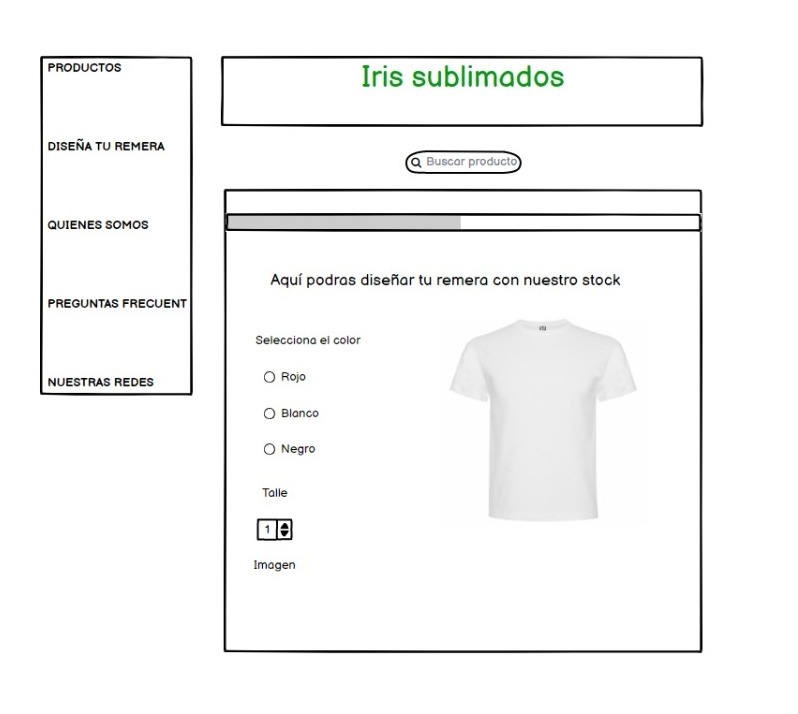 PRODUCTOS
DISEÑA TU REMERA
QUIENES SOMOS
PREGUNTAS FRECUENT
NUESTRAS REDES
Iris sublimados
Buscar producto
Aquí podras diseñar tu remera con nuestro stock
Selecciona el color
Rojo
Blanco
Negro
Talle
1
Imagen